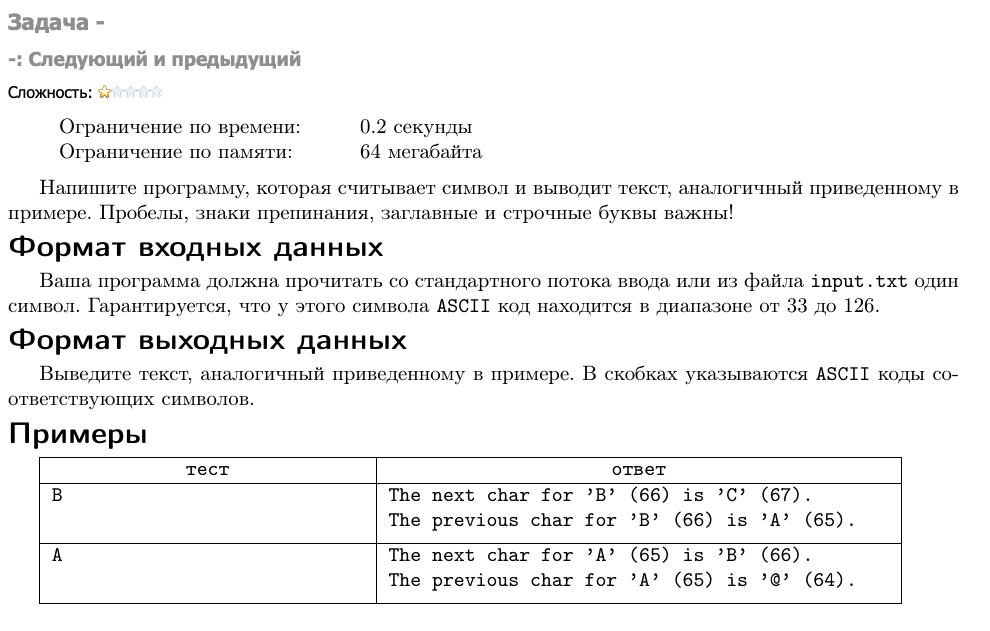 Задача -
-: Следующий и предыдущий
Сложность:
Ограничение по времени: 0.2 секунды
Ограничение по памяти: 64 мегабайта
Напишите программу, которая считывает символ и выводит текст, аналогичный приведенному в
примере. Пробелы, знаки препинания, заглавные и строчные буквы важны!
Формат входных данных
Ваша программа должна прочитать со стандартного потока ввода или из файла input.txt один
символ. Гарантируется, что у этого символа ASCII код находится в диапазоне от 33 до 126.
Формат выходных данных
Выведите текст, аналогичный приведенному в примере. В скобках указываются ASCII коды со-
ответствующих символов.
Примеры
тест ответ
B The next char for ’B’ (66) is ’C’ (67).
The previous char for ’B’ (66) is ’A’ (65).
A The next char for ’A’ (65) is ’B’ (66).
The previous char for ’A’ (65) is ’@’ (64).